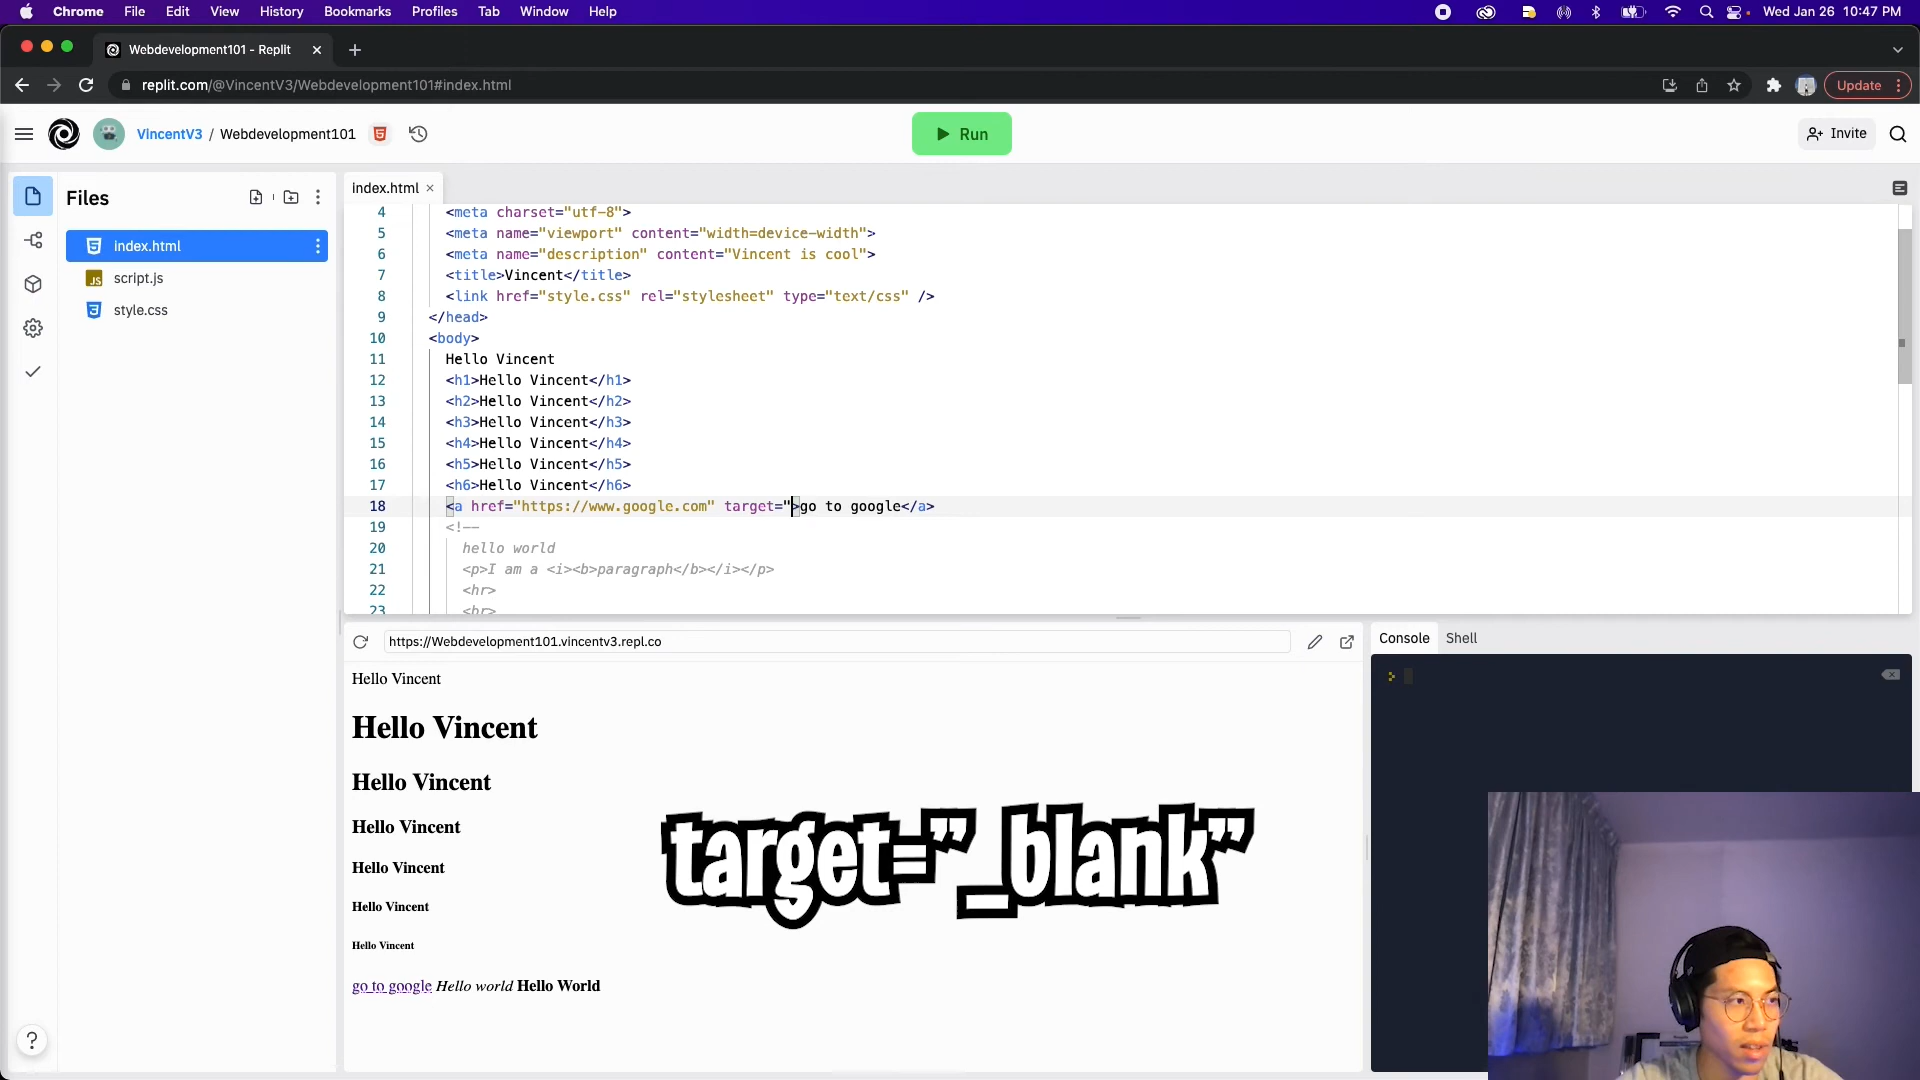 Chrome File Edit View History Bookmarks Profiles Tab Window Help Wed Jan 26 10:47 PM
Webdevelopment101 - Replit
replit.com/@VincentV3/Webdevelopment101#index.html Update
VincentV3 / Webdevelopment101 Run Invite
Files
index.html
script.js
style.css
index.html
4 <meta charset="utf-8">
5 <meta name="viewport" content="width=device-width">
6 <meta name="description" content="Vincent is cool">
7 <title>Vincent</title>
8 <link href="style.css" rel="stylesheet" type="text/css" />
9 </head>
10 <body>
11 Hello Vincent
12 <h1>Hello Vincent</h1>
13 <h2>Hello Vincent</h2>
14 <h3>Hello Vincent</h3>
15 <h4>Hello Vincent</h4>
16 <h5>Hello Vincent</h5>
17 <h6>Hello Vincent</h6>
18 <a href="https://www.google.com" target=">go to google</a>
19 <!--
20 hello world
21 <p>I am a <i><b>paragraph</b></i></p>
22 <hr>
23 <br>
https://Webdevelopment101.vincentv3.repl.co
Console Shell
Hello Vincent
Hello Vincent
Hello Vincent
Hello Vincent
Hello Vincent
Hello Vincent
Hello Vincent
go to google Hello world Hello World
target=”_blank”
?